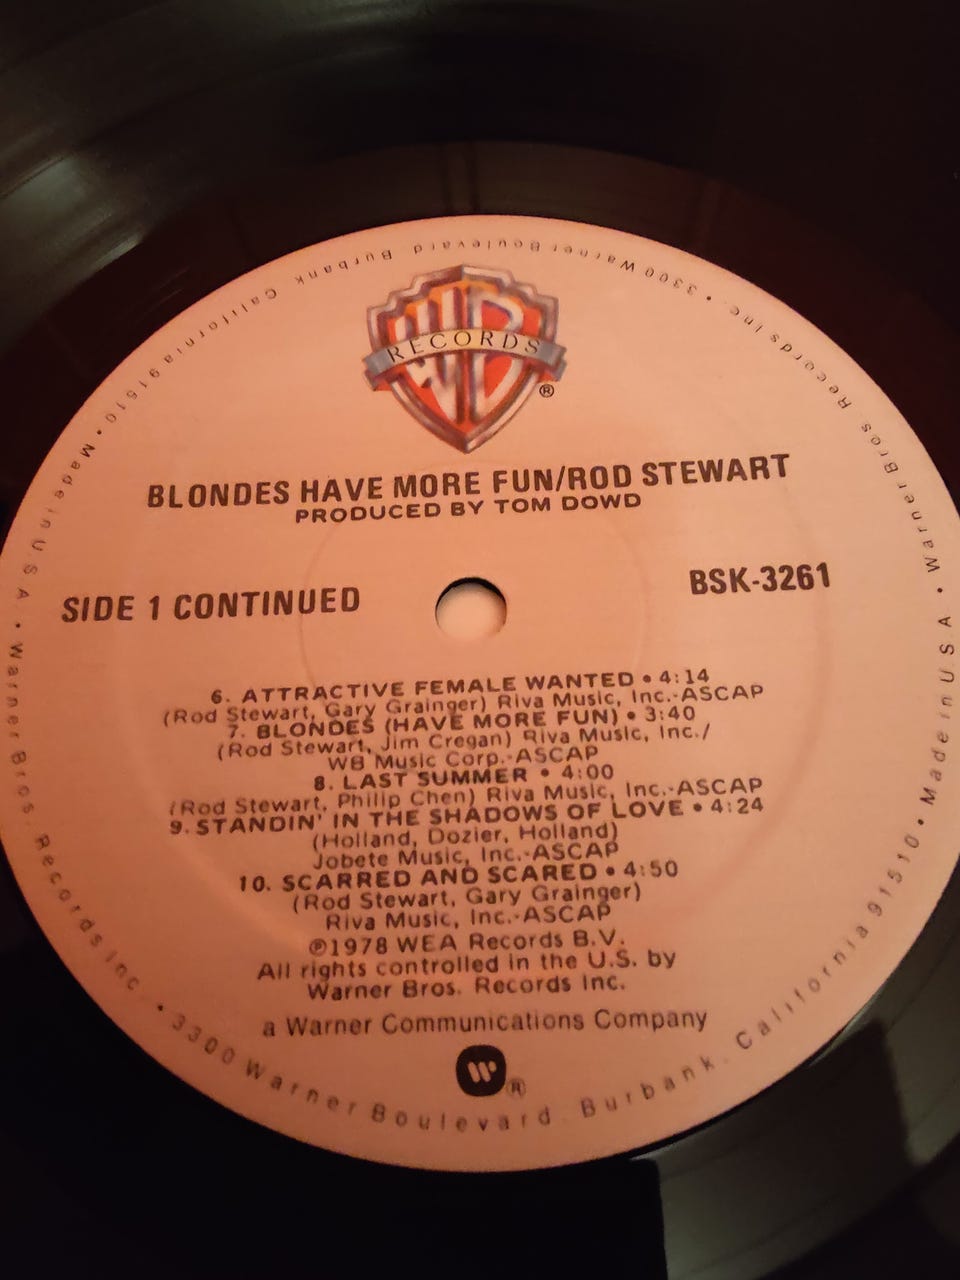 WB
RECORDS
®
BLONDES HAVE MORE FUN/ROD STEWART
PRODUCED BY TOM DOWD
SIDE 1 CONTINUED
BSK-3261
6. ATTRACTIVE FEMALE WANTED • 4:14
(Rod Stewart, Gary Grainger) Riva Music, Inc.-ASCAP
7. BLONDES (HAVE MORE FUN) • 3:40
(Rod Stewart, Jim Cregan) Riva Music, Inc./
WB Music Corp.-ASCAP
8. LAST SUMMER • 4:00
(Rod Stewart, Philip Chen) Riva Music, Inc.-ASCAP
9. STANDIN' IN THE SHADOWS OF LOVE • 4:24
(Holland, Dozier, Holland)
Jobete Music, Inc.-ASCAP
10. SCARRED AND SCARED • 4:50
(Rod Stewart, Gary Grainger)
Riva Music, Inc.-ASCAP
℗1978 WEA Records B.V.
All rights controlled in the U.S. by
Warner Bros. Records Inc.
a Warner Communications Company
®
Warner Bros. Records Inc. • 3300 Warner Boulevard . Burbank . California 91510 • Made in U.S.A. •
Warner Bros. Records Inc. • 3300 Warner Boulevard Burbank California 91510 • Made in U.S.A. •